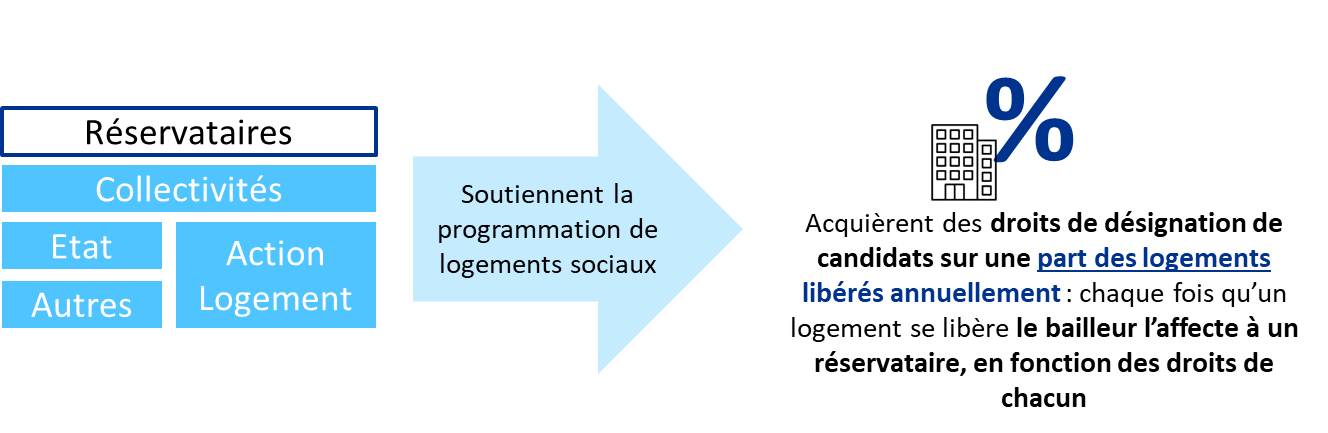 Réservataires
Collectivités
Etat
Autres
Action
Logement
Soutiennent la
programmation de
logements sociaux
%
Acquièrent des droits de désignation de
candidats sur une part des logements
libérés annuellement : chaque fois qu’un
logement se libère le bailleur l’affecte à un
réservataire, en fonction des droits de
chacun